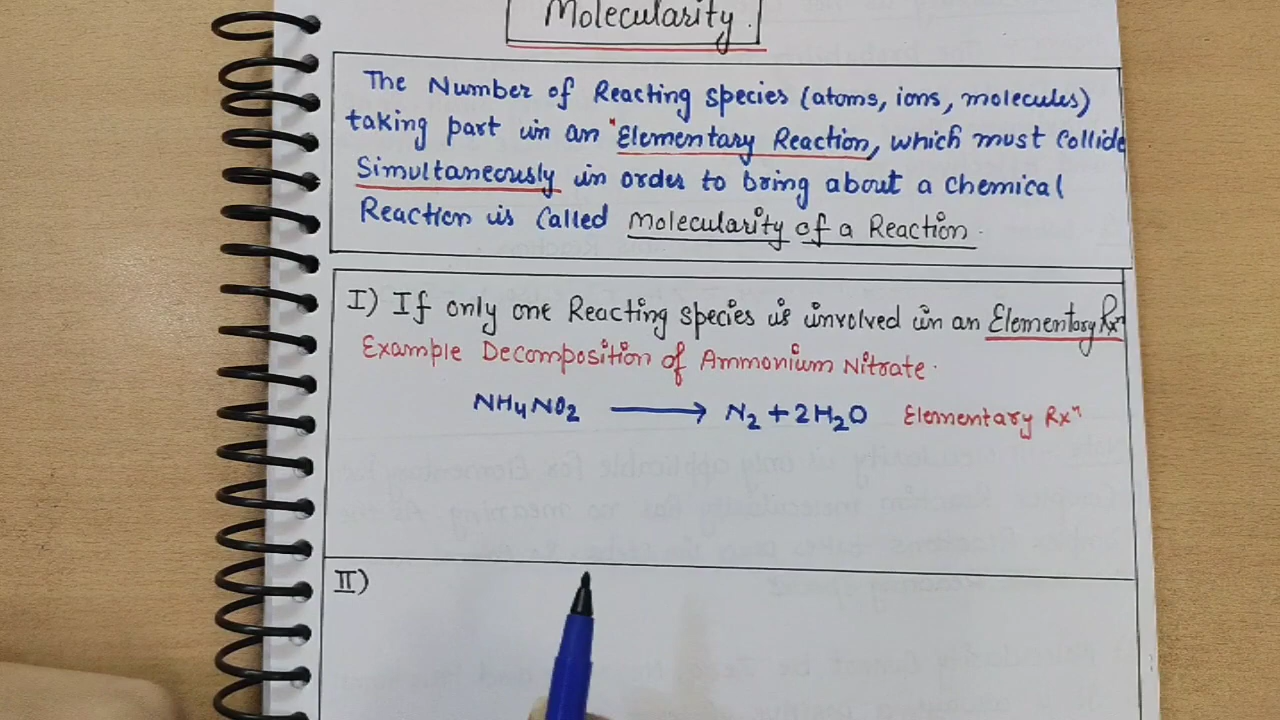 Molecularity.
The Number of Reacting species (atoms, ions, molecules)
taking part in an "Elementary Reaction, which must collide
Simultaneously in order to bring about a chemical
Reaction is called Molecularity of a Reaction.
I) If only one Reacting species is involved in an Elementory Rxⁿ
Example Decomposition of Ammonium Nitrate.
NH4NO2 ⟶ N2 + 2H2O Elementary Rxⁿ
II)